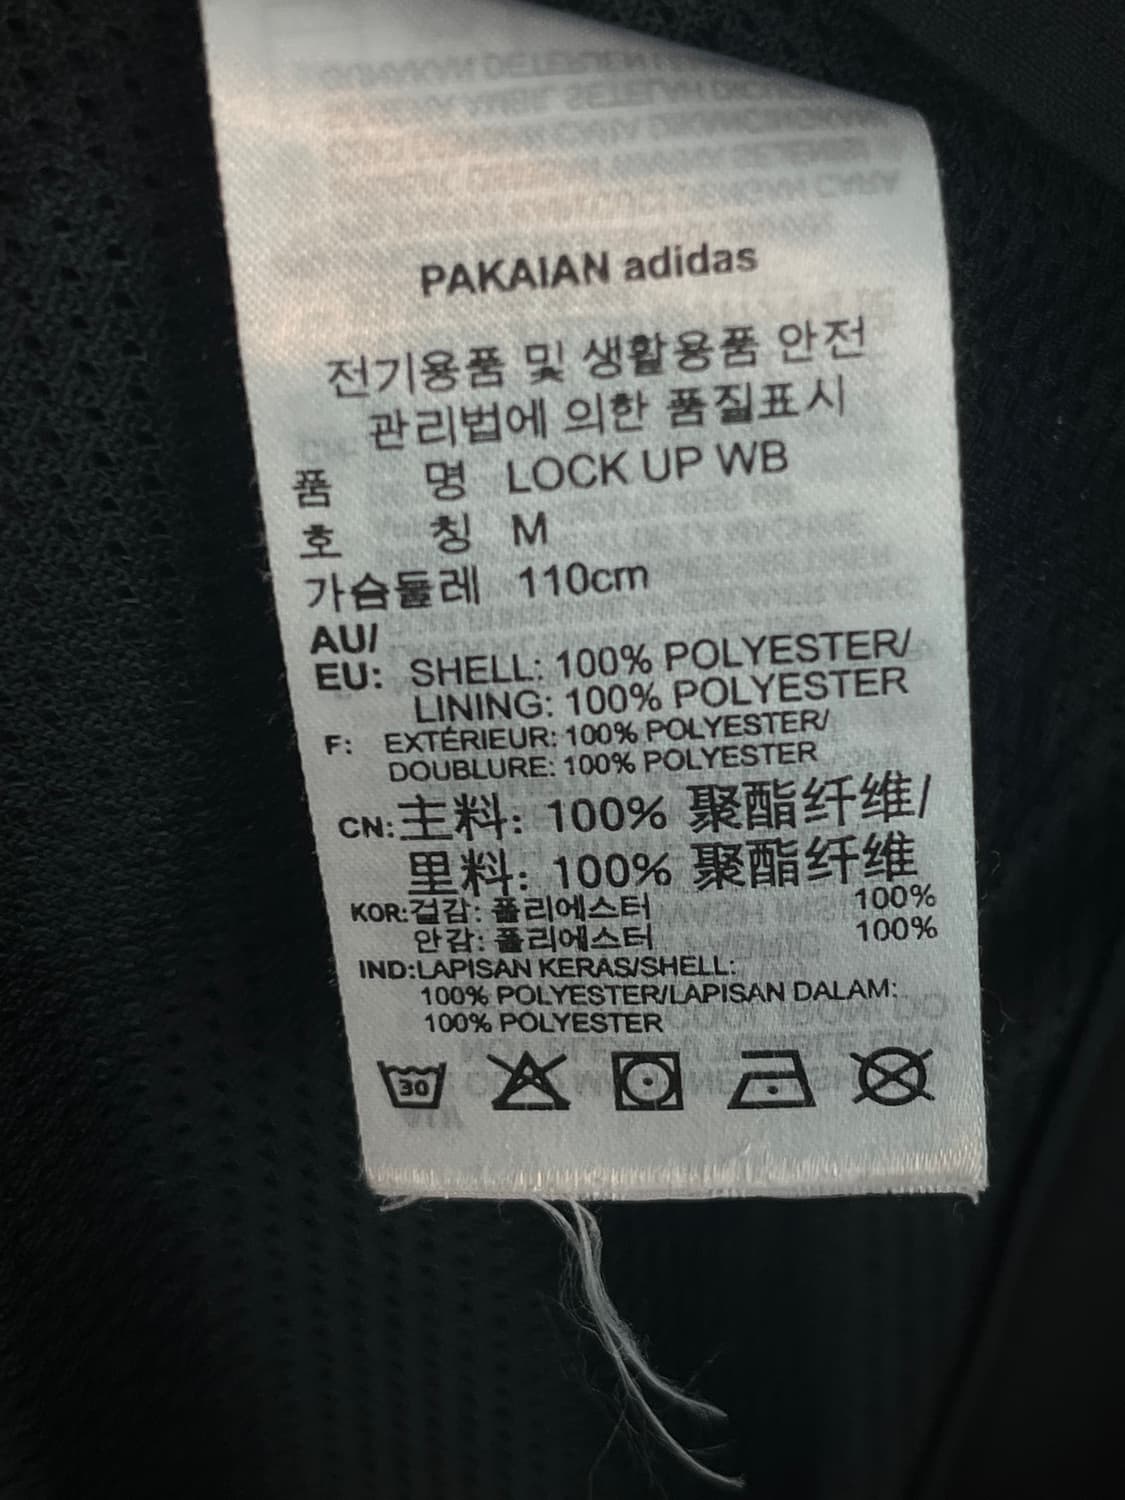 PAKAIAN adidas
전기용품 및 생활용품 안전
관리법에 의한 품질표시
품 명 LOCK UP WB
호 칭 M
가슴둘레 110cm
AU/
EU: SHELL: 100% POLYESTER/
LINING: 100% POLYESTER
F: EXTÉRIEUR: 100% POLYESTER/
DOUBLURE: 100% POLYESTER
CN: 主料: 100% 聚酯纤维/
里料: 100% 聚酯纤维
KOR: 겉감: 폴리에스터 100%
안감: 폴리에스터 100%
IND: LAPISAN KERAS/SHELL:
100% POLYESTER/LAPISAN DALAM:
100% POLYESTER
30